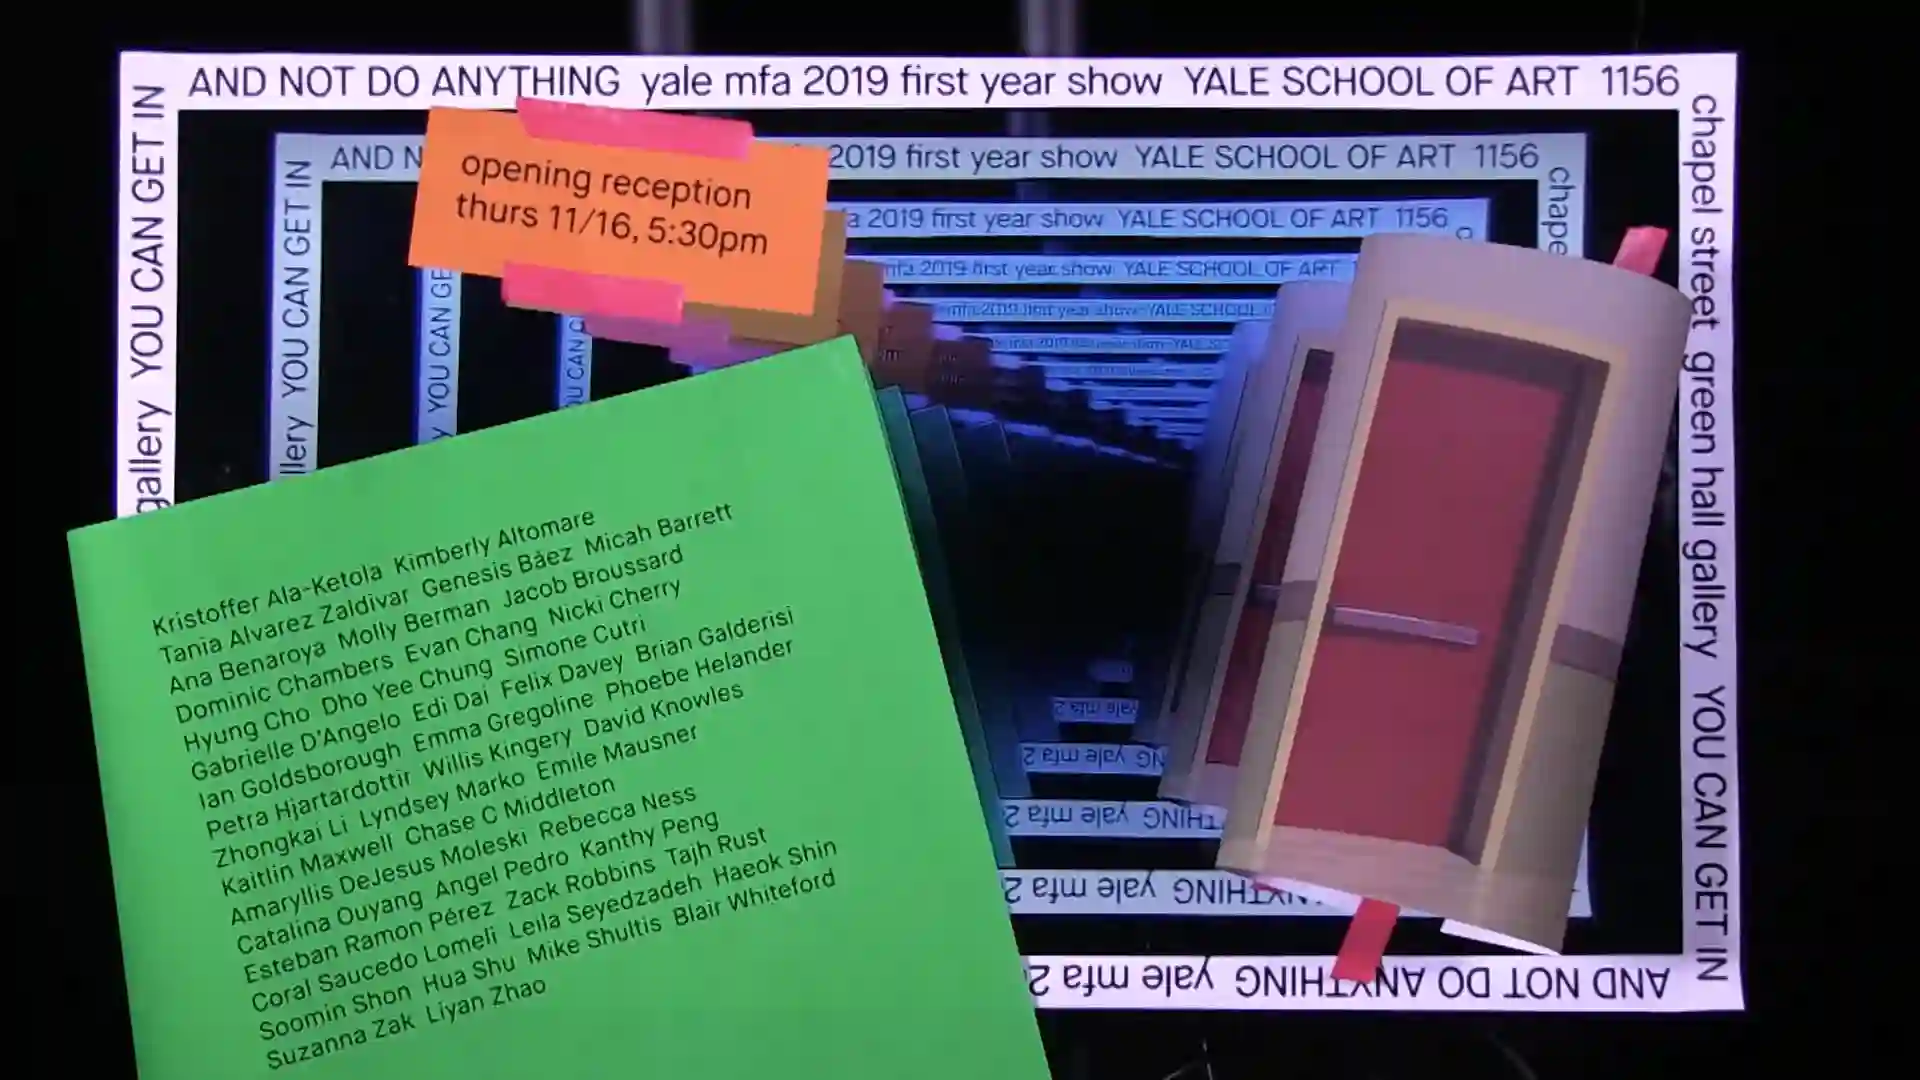 AND NOT DO ANYTHING yale mfa 2019 first year show YALE SCHOOL OF ART 1156
chapel street green hall gallery YOU CAN GET IN
AND NOT DO ANYTHING yale mfa 2
gallery YOU CAN GET IN
opening reception
thurs 11/16, 5:30pm
AND N
2019 first year show YALE SCHOOL OF ART 1156
chape
llery YOU CAN GET IN
a 2019 first year show YALE SCHOOL OF ART 1156
YOU CAN GE
mfa 2019 first year show YALE SCHOOL OF ART
mfa 2019 first year show YALE SCHOOL
Kristoffer Ala-Ketola Kimberly Altomare
Tania Alvarez Zaldivar Genesis Báez Micah Barrett
Ana Benaroya Molly Berman Jacob Broussard
Dominic Chambers Evan Chang Nicki Cherry
Hyung Cho Dho Yee Chung Simone Cutri
Gabrielle D'Angelo Edi Dai Felix Davey Brian Galderisi
Ian Goldsborough Emma Gregoline Phoebe Helander
Petra Hjartardottir Willis Kingery David Knowles
Zhongkai Li Lyndsey Marko Emile Mausner
Kaitlin Maxwell Chase C Middleton
Amaryllis DeJesus Moleski Rebecca Ness
Catalina Ouyang Angel Pedro Kanthy Peng
Esteban Ramon Pérez Zack Robbins Tajh Rust
Coral Saucedo Lomeli Leila Seyedzadeh Haeok Shin
Soomin Shon Hua Shu Mike Shultis Blair Whiteford
Suzanna Zak Liyan Zhao
yale mfa 2
NG yale mfa 2
THING yale mfa 2
YTHING yale mfa 2